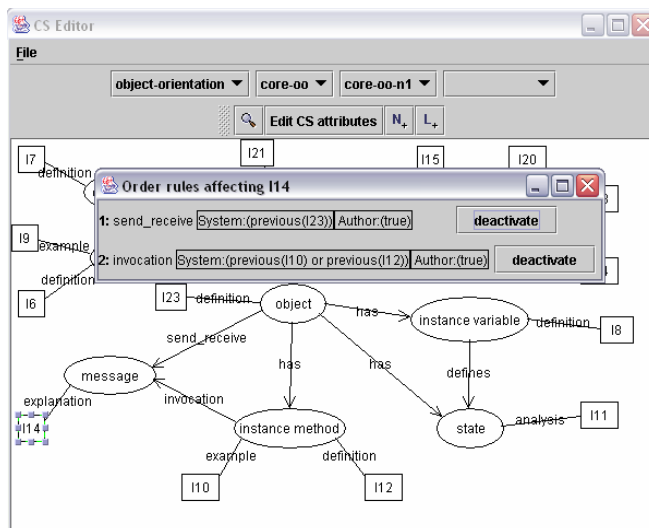 CS Editor
File
object-orientation core-oo core-oo-n1
Edit CS attributes N+ L+
I7 I21 I15 I20
definition
Order rules affecting I14
1: send_receive System:(previous(I23)) Author:(true) deactivate
I9 example
2: invocation System:(previous(I10) or previous(I12)) Author:(true) deactivate
definition
I6 I23 definition object has instance variable definition I8
send_receive
message has has defines
explanation invocation
I14 instance method state analysis I11
example definition
I10 I12